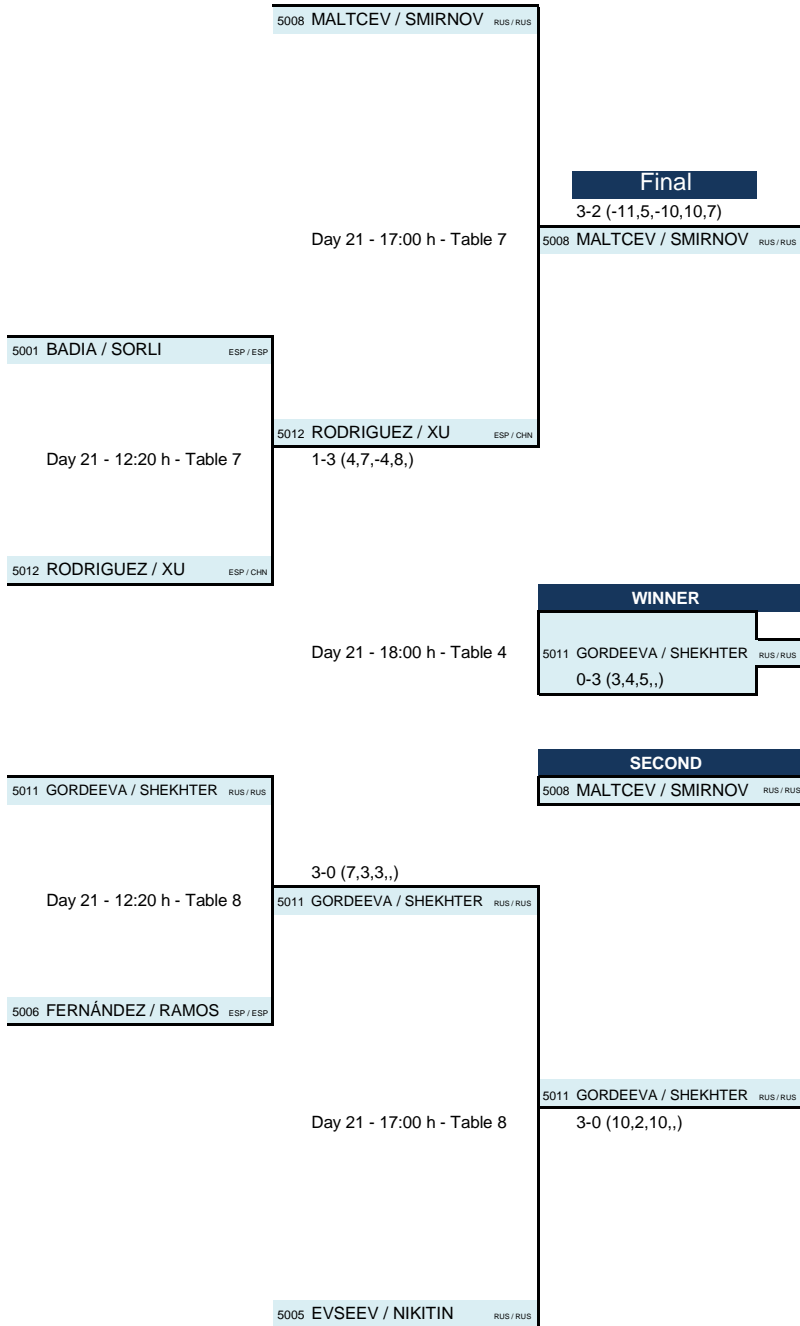 5008 MALTCEV / SMIRNOV RUS / RUS
Final
3-2 (-11,5,-10,10,7)
Day 21 - 17:00 h - Table 7
5008 MALTCEV / SMIRNOV RUS / RUS
5001 BADIA / SORLI ESP / ESP
5012 RODRIGUEZ / XU ESP / CHN
Day 21 - 12:20 h - Table 7
1-3 (4,7,-4,8,)
5012 RODRIGUEZ / XU ESP / CHN
WINNER
Day 21 - 18:00 h - Table 4
5011 GORDEEVA / SHEKHTER RUS / RUS
0-3 (3,4,5,,)
SECOND
5011 GORDEEVA / SHEKHTER RUS / RUS
5008 MALTCEV / SMIRNOV RUS / RUS
3-0 (7,3,3,,)
Day 21 - 12:20 h - Table 8
5011 GORDEEVA / SHEKHTER RUS / RUS
5006 FERNÁNDEZ / RAMOS ESP / ESP
5011 GORDEEVA / SHEKHTER RUS / RUS
Day 21 - 17:00 h - Table 8
3-0 (10,2,10,,)
5005 EVSEEV / NIKITIN RUS / RUS